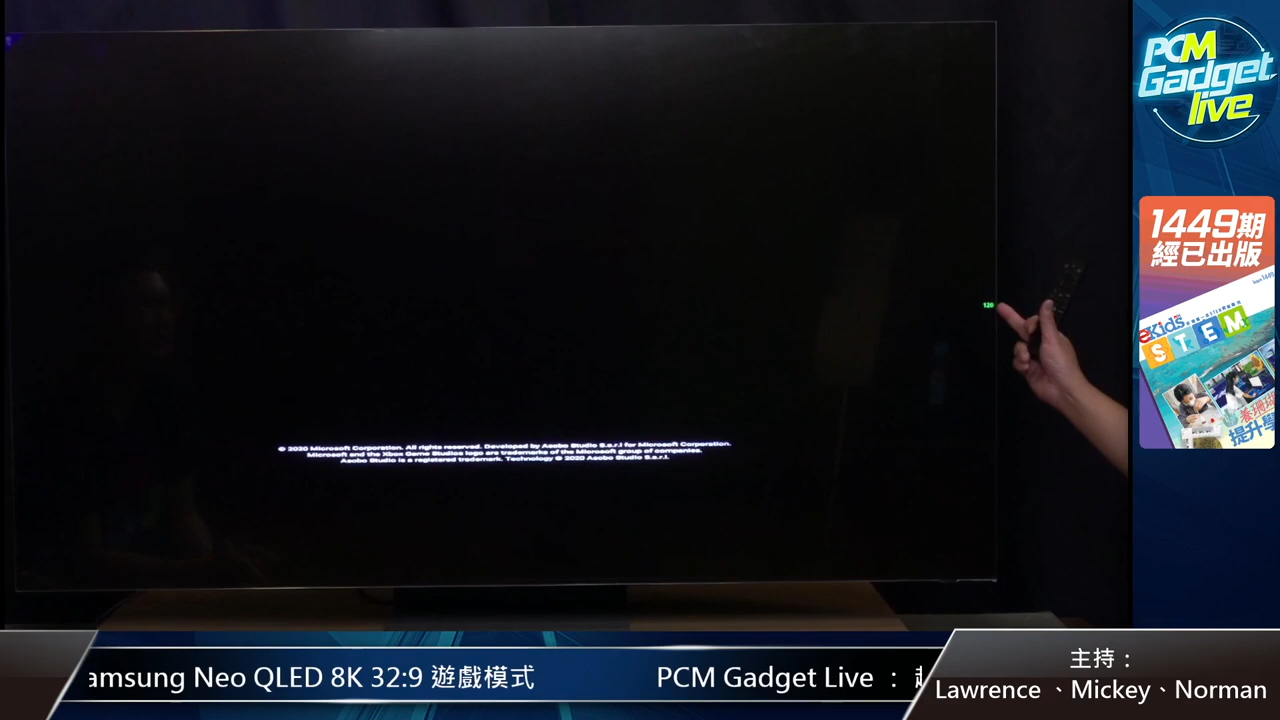 PCM
Gadget
live
1449期
經已出版
eKids
STEM
120
© 2020 Microsoft Corporation. All rights reserved. Developed by Asobo Studio S.a.r.l for Microsoft Corporation.
Microsoft and the Xbox Game Studios logo are trademarks of the Microsoft group of companies.
Asobo Studio is a registered trademark. Technology © 2020 Asobo Studio S.a.r.l.
amsung Neo QLED 8K 32:9 遊戲模式
PCM Gadget Live ：
主持：
Lawrence 、Mickey、Norman